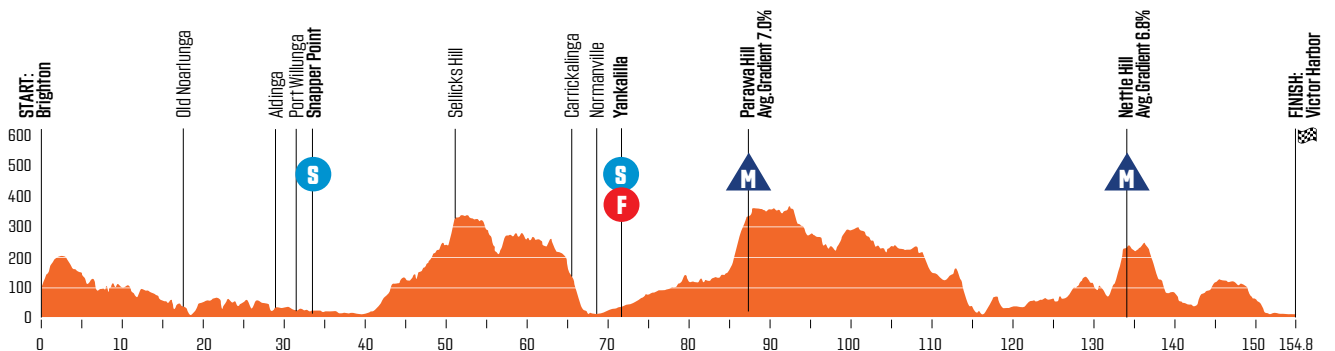 START:
Brighton
Old Noarlunga
Aldinga
Port Willunga
Snapper Point
Sellicks Hill
Carrickalinga
Normanville
Yankalilla
Parawa Hill
Avg.Gradient 7.0%
Nettle Hill
Avg.Gradient 6.8%
FINISH:
Victor Harbor
600
500
400
300
200
100
0
S
S
F
M
M
0 10 20 30 40 50 60 70 80 90 100 110 120 130 140 150 154.8